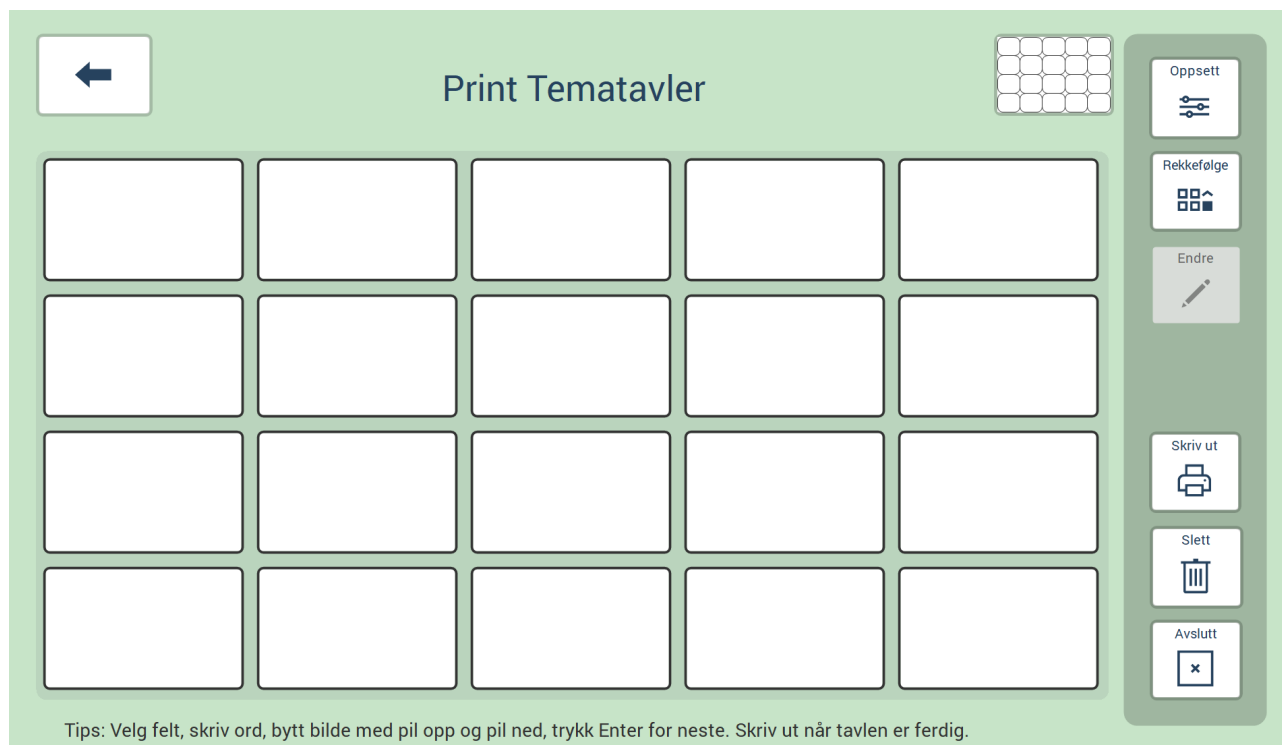 Print Tematavler
Oppsett
Rekkefølge
Endre
Skriv ut
Slett
Avslutt
Tips: Velg felt, skriv ord, bytt bilde med pil opp og pil ned, trykk Enter for neste. Skriv ut når tavlen er ferdig.